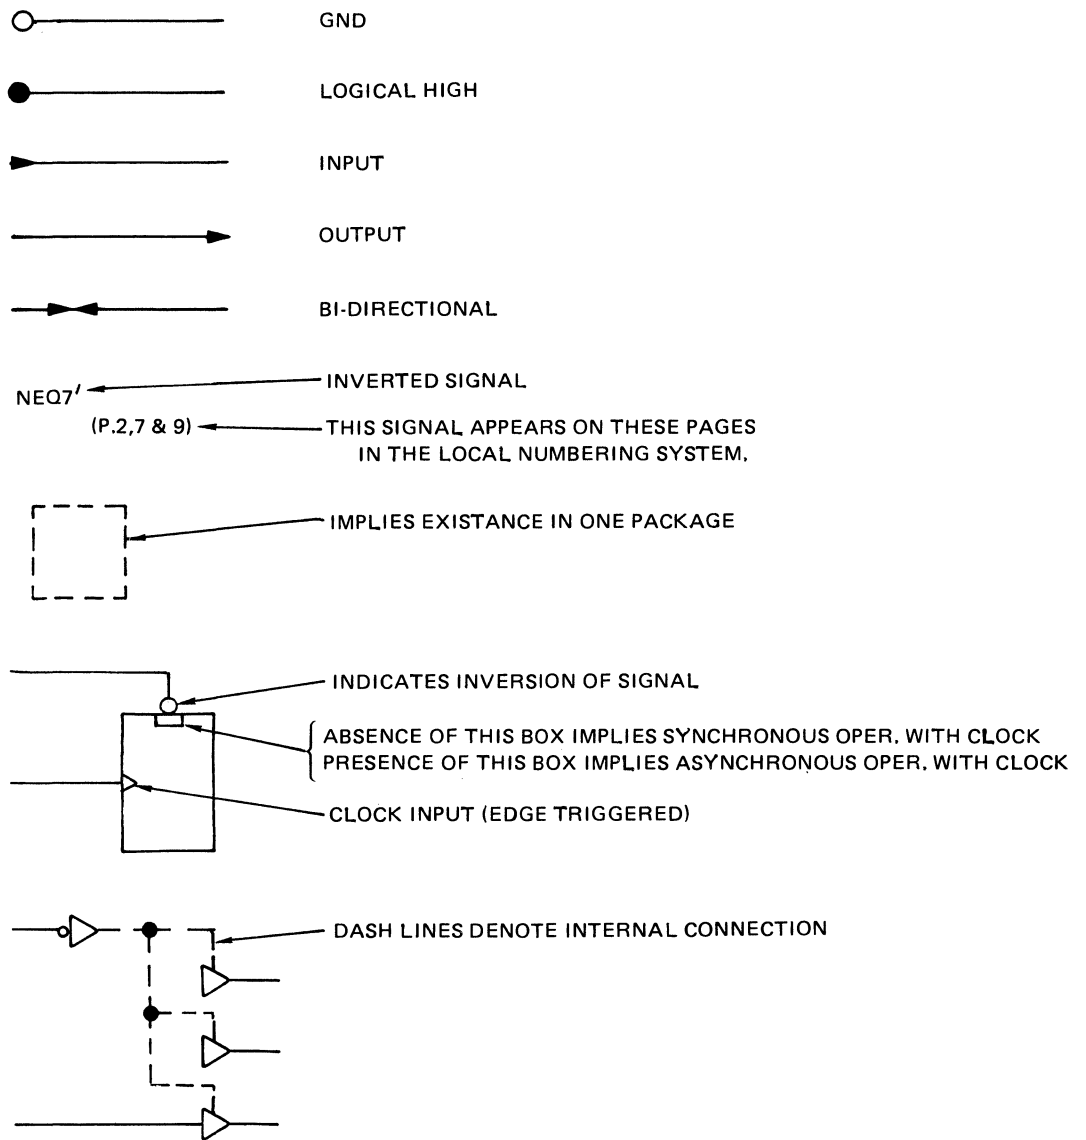 GND
LOGICAL HIGH
INPUT
OUTPUT
BI-DIRECTIONAL
NEQ7' INVERTED SIGNAL
(P.2,7 & 9) THIS SIGNAL APPEARS ON THESE PAGES
IN THE LOCAL NUMBERING SYSTEM.
IMPLIES EXISTANCE IN ONE PACKAGE
INDICATES INVERSION OF SIGNAL
ABSENCE OF THIS BOX IMPLIES SYNCHRONOUS OPER. WITH CLOCK
PRESENCE OF THIS BOX IMPLIES ASYNCHRONOUS OPER. WITH CLOCK
CLOCK INPUT (EDGE TRIGGERED)
DASH LINES DENOTE INTERNAL CONNECTION